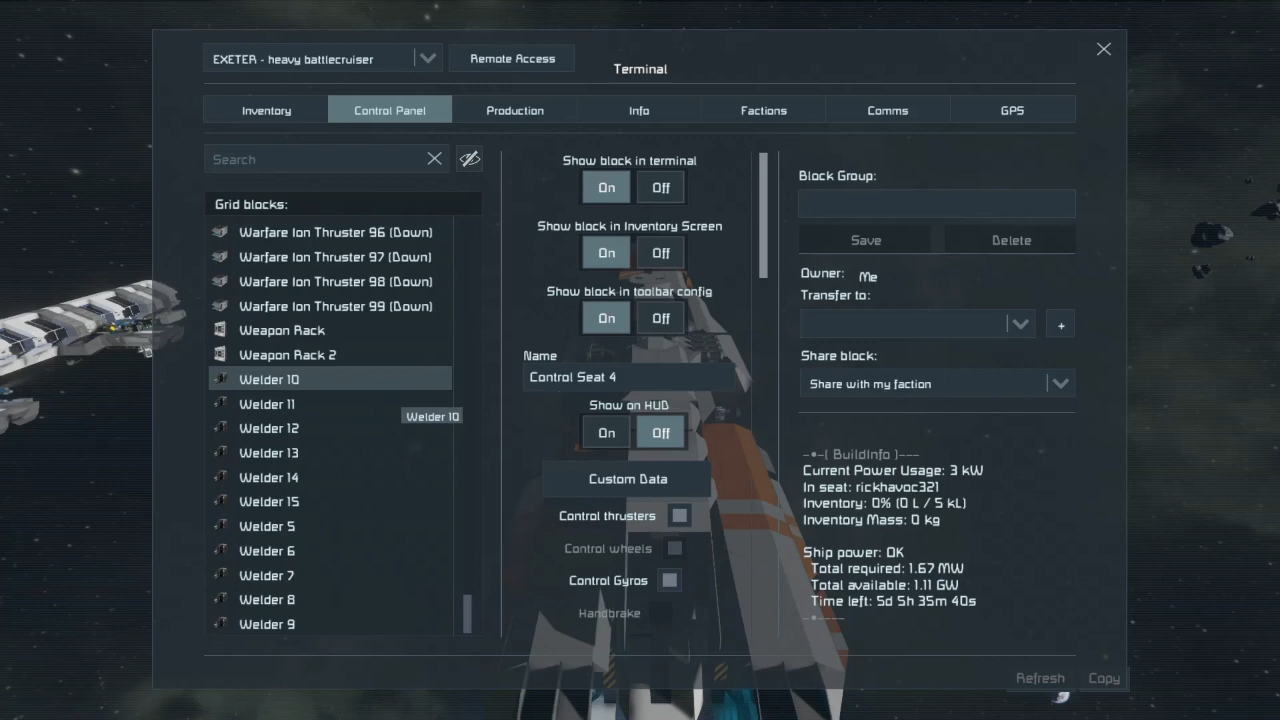 EXETER - heavy battlecruiser
Remote Access
Terminal
Inventory
Control Panel
Production
Info
Factions
Comms
GPS
Search
Grid blocks:
Warfare Ion Thruster 96 (Down)
Warfare Ion Thruster 97 (Down)
Warfare Ion Thruster 98 (Down)
Warfare Ion Thruster 99 (Down)
Weapon Rack
Weapon Rack 2
Welder 10
Welder 11
Welder 10
Welder 12
Welder 13
Welder 14
Welder 15
Welder 5
Welder 6
Welder 7
Welder 8
Welder 9
Show block in terminal
On Off
Show block in Inventory Screen
On Off
Show block in toolbar config
On Off
Name
Control Seat 4
Show on HUD
On Off
Custom Data
Control thrusters
Control wheels
Control Gyros
Handbrake
Block Group:
Save
Delete
Owner: Me
Transfer to:
+
Share block:
Share with my faction
-•-( BuildInfo )---
Current Power Usage: 3 kW
In seat: rickhavoc321
Inventory: 0% (0 L / 5 kL)
Inventory Mass: 0 kg
Ship power: OK
Total required: 1.67 MW
Total available: 1.11 GW
Time left: 5d 5h 35m 40s
-•----
Refresh
Copy